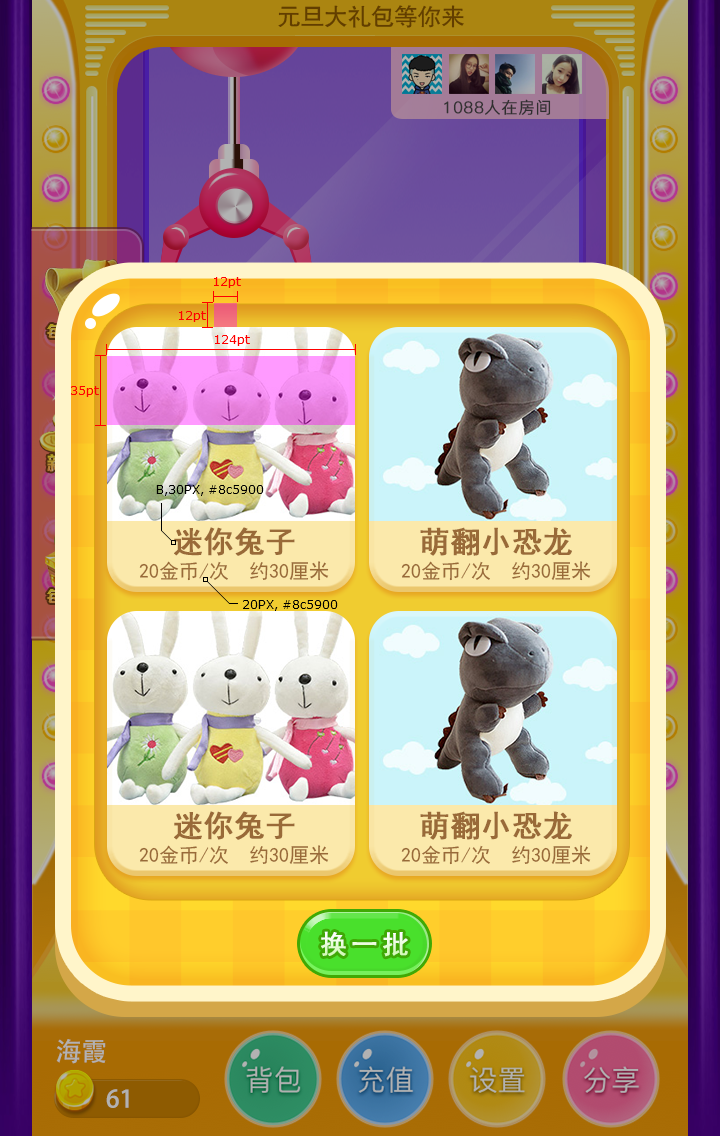 元旦大礼包等你来
1088人在房间
12pt
12pt
124pt
35pt
B,30PX, #8c5900
迷你兔子
20金币/次 约30厘米
萌翻小恐龙
20金币/次 约30厘米
20PX, #8c5900
迷你兔子
20金币/次 约30厘米
萌翻小恐龙
20金币/次 约30厘米
换一批
海霞
61
背包
充值
设置
分享